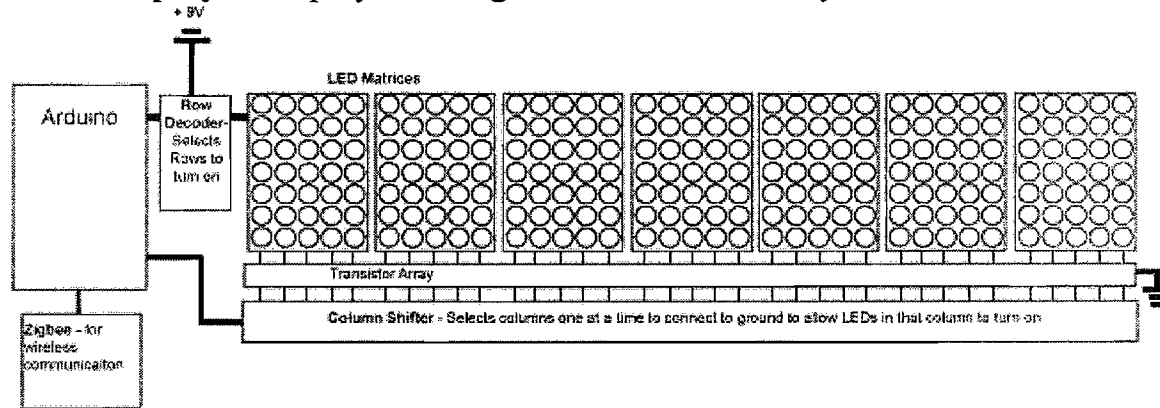 + 9V
LED Matrices
Arduino
Row
Decoder-
Selects
Rows to
turn on
Transistor Array
Column Shifter - Selects columns one at a time to connect to ground to allow LEDs in that column to turn on
Zigbee - for
wireless
communicaiton